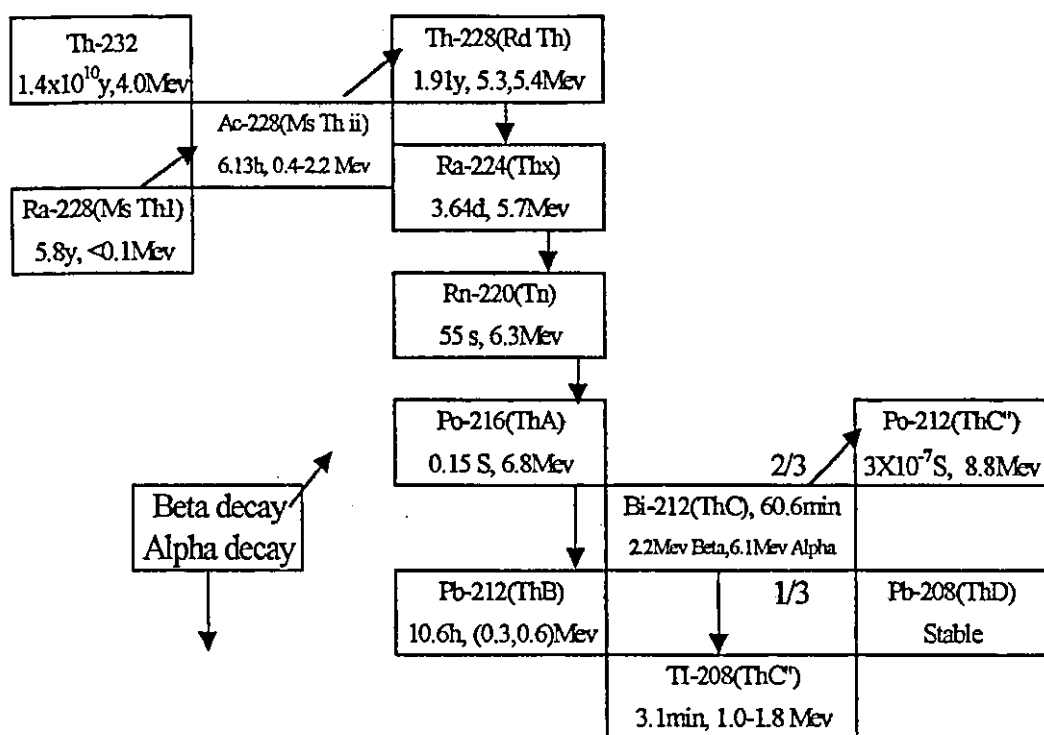 Th-232
1.4x10¹⁰y,4.0Mev
Th-228(Rd Th)
1.91y, 5.3,5.4Mev
Ac-228(Ms Th ii)
6.13h, 0.4-2.2 Mev
Ra-228(Ms Th1)
5.8y, <0.1Mev
Ra-224(Thx)
3.64d, 5.7Mev
Rn-220(Tn)
55 s, 6.3Mev
Po-216(ThA)
0.15 S, 6.8Mev
Po-212(ThC")
3X10⁻⁷S, 8.8Mev
2/3
Bi-212(ThC), 60.6min
2.2Mev Beta,6.1Mev Alpha
Beta decay
Alpha decay
Pb-212(ThB)
10.6h, (0.3,0.6)Mev
1/3
Pb-208(ThD)
Stable
Tl-208(ThC")
3.1min, 1.0-1.8 Mev